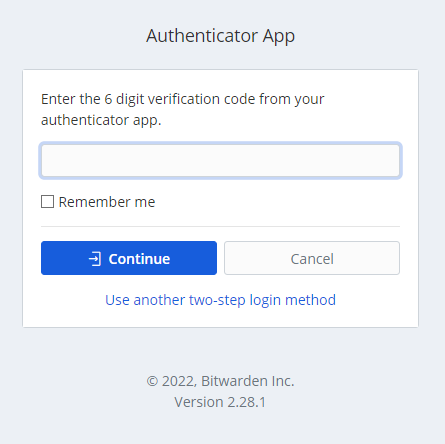 Authenticator App
Enter the 6 digit verification code from your
authenticator app.
Remember me
Continue
Cancel
Use another two-step login method
© 2022, Bitwarden Inc.
Version 2.28.1